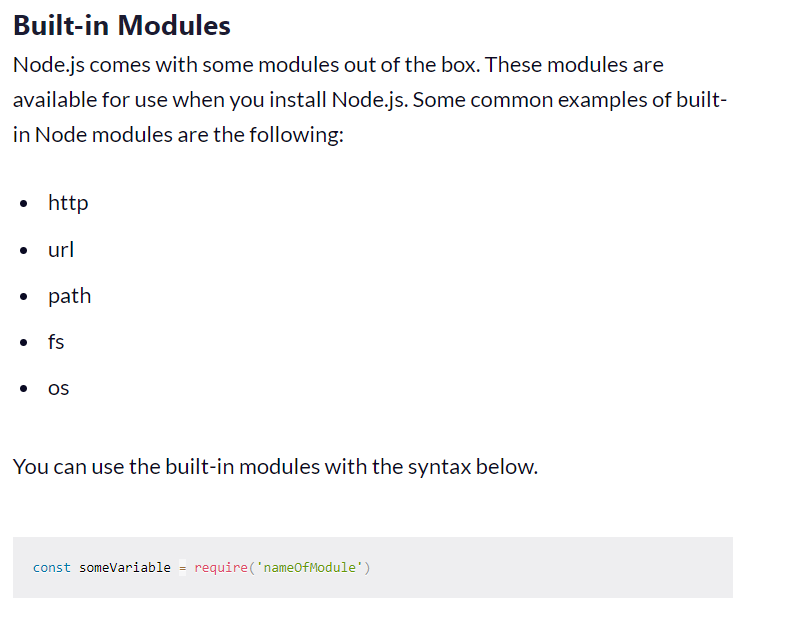 Built-in Modules
Node.js comes with some modules out of the box. These modules are
available for use when you install Node.js. Some common examples of built-
in Node modules are the following:
• http
• url
• path
• fs
• os
You can use the built-in modules with the syntax below.
const someVariable = require('nameOfModule')